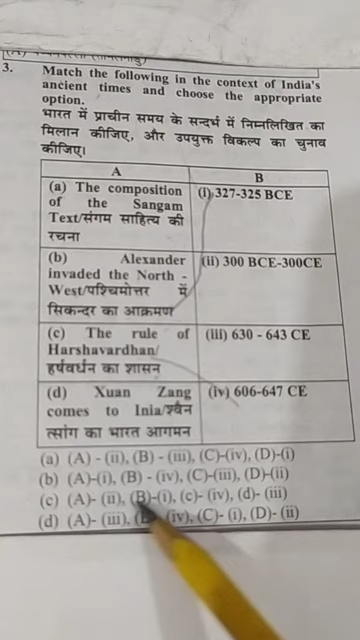 3. Match the following in the context of India's
ancient times and choose the appropriate
option.
भारत में प्राचीन समय के सन्दर्भ में निम्नलिखित का
मिलान कीजिए, और उपयुक्त विकल्प का चुनाव
कीजिए।
A
B
(a) The composition
of the Sangam
Text/संगम साहित्य की
रचना
(i) 327-325 BCE
(b) Alexander
invaded the North -
West/पश्चिमोत्तर में
सिकन्दर का आक्रमण
(ii) 300 BCE-300CE
(c) The rule of
Harshavardhan/
हर्षवर्धन का शासन
(iii) 630 - 643 CE
(d) Xuan Zang
comes to Inia/श्वैन
त्सांग का भारत आगमन
(iv) 606-647 CE
(a) (A) - (ii), (B) - (iii), (C)-(iv), (D)-(i)
(b) (A)-(i), (B) - (iv), (C)-(iii), (D)-(ii)
(c) (A)- (ii), (B)-(i), (c)- (iv), (d)- (iii)
(d) (A)- (iii), (iv), (C)- (i), (D)- (ii)